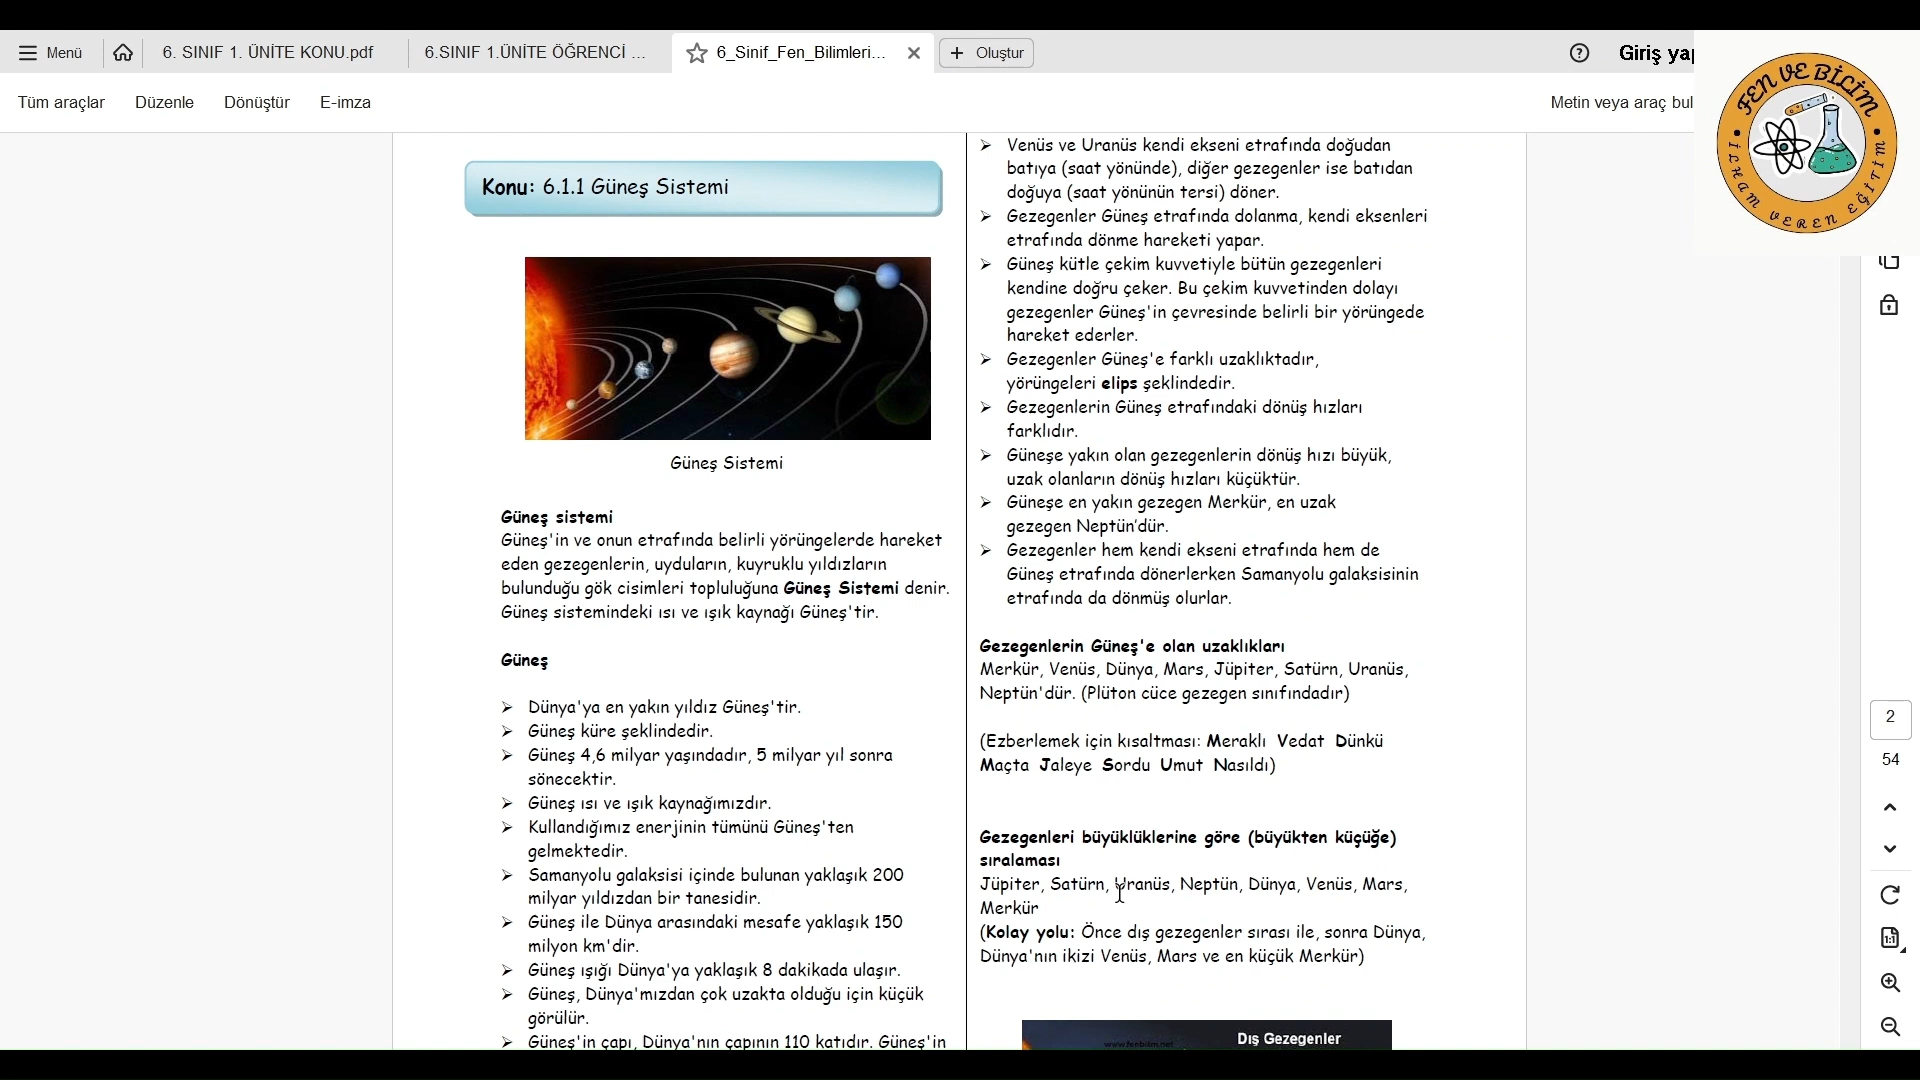 Menü
6. SINIF 1. ÜNİTE KONU.pdf
6.SINIF 1.ÜNİTE ÖĞRENCİ ...
6_Sinif_Fen_Bilimleri...
Oluştur
Giriş yap
Tüm araçlar
Düzenle
Dönüştür
E-imza
Metin veya araç bul
FEN VE BİLİM
İLHAM VEREN EĞİTİM
Konu: 6.1.1 Güneş Sistemi
Güneş Sistemi
Güneş sistemi
Güneş'in ve onun etrafında belirli yörüngelerde hareket
eden gezegenlerin, uyduların, kuyruklu yıldızların
bulunduğu gök cisimleri topluluğuna Güneş Sistemi denir.
Güneş sistemindeki ısı ve ışık kaynağı Güneş'tir.
Güneş
➢ Dünya'ya en yakın yıldız Güneş'tir.
➢ Güneş küre şeklindedir.
➢ Güneş 4,6 milyar yaşındadır, 5 milyar yıl sonra
sönecektir.
➢ Güneş ısı ve ışık kaynağımızdır.
➢ Kullandığımız enerjinin tümünü Güneş'ten
gelmektedir.
➢ Samanyolu galaksisi içinde bulunan yaklaşık 200
milyar yıldızdan bir tanesidir.
➢ Güneş ile Dünya arasındaki mesafe yaklaşık 150
milyon km'dir.
➢ Güneş ışığı Dünya'ya yaklaşık 8 dakikada ulaşır.
➢ Güneş, Dünya'mızdan çok uzakta olduğu için küçük
görülür.
➢ Güneş'in çapı, Dünya'nın çapının 110 katıdır. Güneş'in
➢ Venüs ve Uranüs kendi ekseni etrafında doğudan
batıya (saat yönünde), diğer gezegenler ise batıdan
doğuya (saat yönünün tersi) döner.
➢ Gezegenler Güneş etrafında dolanma, kendi eksenleri
etrafında dönme hareketi yapar.
➢ Güneş kütle çekim kuvvetiyle bütün gezegenleri
kendine doğru çeker. Bu çekim kuvvetinden dolayı
gezegenler Güneş'in çevresinde belirli bir yörüngede
hareket ederler.
➢ Gezegenler Güneş'e farklı uzaklıktadır,
yörüngeleri elips şeklindedir.
➢ Gezegenlerin Güneş etrafındaki dönüş hızları
farklıdır.
➢ Güneşe yakın olan gezegenlerin dönüş hızı büyük,
uzak olanların dönüş hızları küçüktür.
➢ Güneşe en yakın gezegen Merkür, en uzak
gezegen Neptün'dür.
➢ Gezegenler hem kendi ekseni etrafında hem de
Güneş etrafında dönerlerken Samanyolu galaksisinin
etrafında da dönmüş olurlar.
Gezegenlerin Güneş'e olan uzaklıkları
Merkür, Venüs, Dünya, Mars, Jüpiter, Satürn, Uranüs,
Neptün'dür. (Plüton cüce gezegen sınıfındadır)
(Ezberlemek için kısaltması: Meraklı Vedat Dünkü
Maçta Jaleye Sordu Umut Nasıldı)
Gezegenleri büyüklüklerine göre (büyükten küçüğe)
sıralaması
Jüpiter, Satürn, Uranüs, Neptün, Dünya, Venüs, Mars,
Merkür
(Kolay yolu: Önce dış gezegenler sırası ile, sonra Dünya,
Dünya'nın ikizi Venüs, Mars ve en küçük Merkür)
www.fenbilim.net
Dış Gezegenler
2
54
1:1